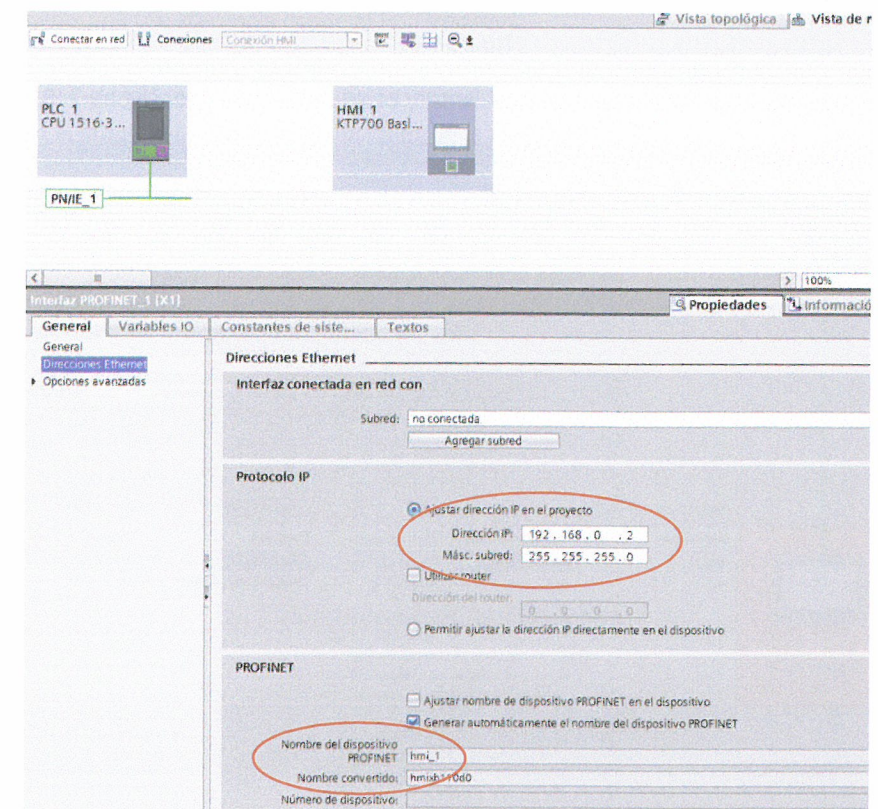 Vista topológica Vista de r
Conectar en red Conexiones Conexión HMI
PLC_1
CPU 1516-3...
HMI_1
KTP700 Basi...
PN/IE_1
100%
Interfaz PROFINET_1 [X1]
Propiedades Informació
General Variables IO Constantes de siste... Textos
General
Direcciones Ethernet
Opciones avanzadas
Direcciones Ethernet
Interfaz conectada en red con
Subred: no conectada
Agregar subred
Protocolo IP
Ajustar dirección IP en el proyecto
Dirección IP: 192 . 168 . 0 . 2
Másc. subred: 255 . 255 . 255 . 0
Utilizar router
Dirección del router: 0 . 0 . 0 . 0
Permitir ajustar la dirección IP directamente en el dispositivo
PROFINET
Ajustar nombre de dispositivo PROFINET en el dispositivo
Generar automáticamente el nombre del dispositivo PROFINET
Nombre del dispositivo
PROFINET hmi_1
Nombre convertido: hmixb110d0
Número de dispositivo: